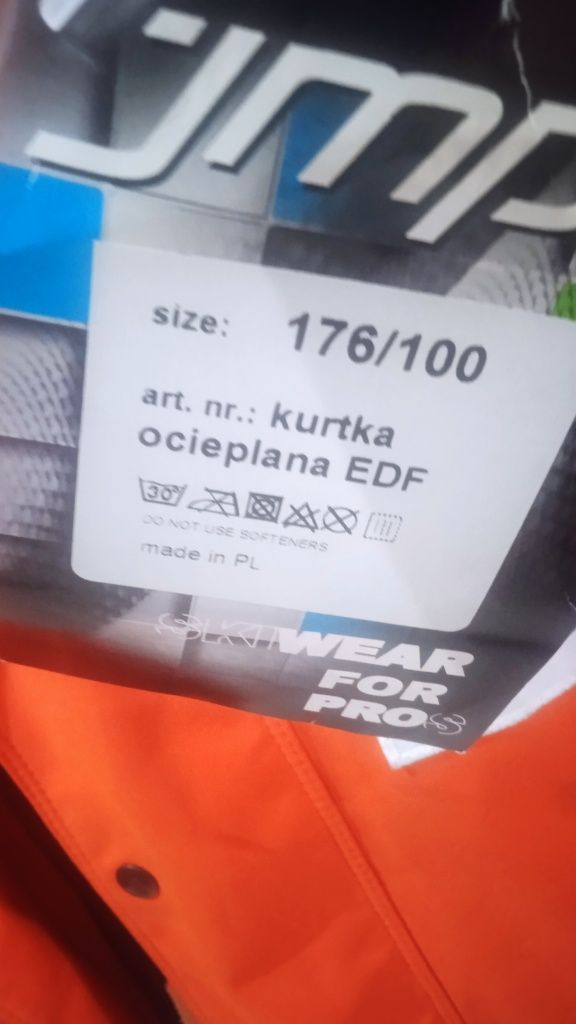 jmp
size: 176/100
art. nr.: kurtka
ocieplana EDF
30°
DO NOT USE SOFTENERS
made in PL
WEAR
FOR
PROS